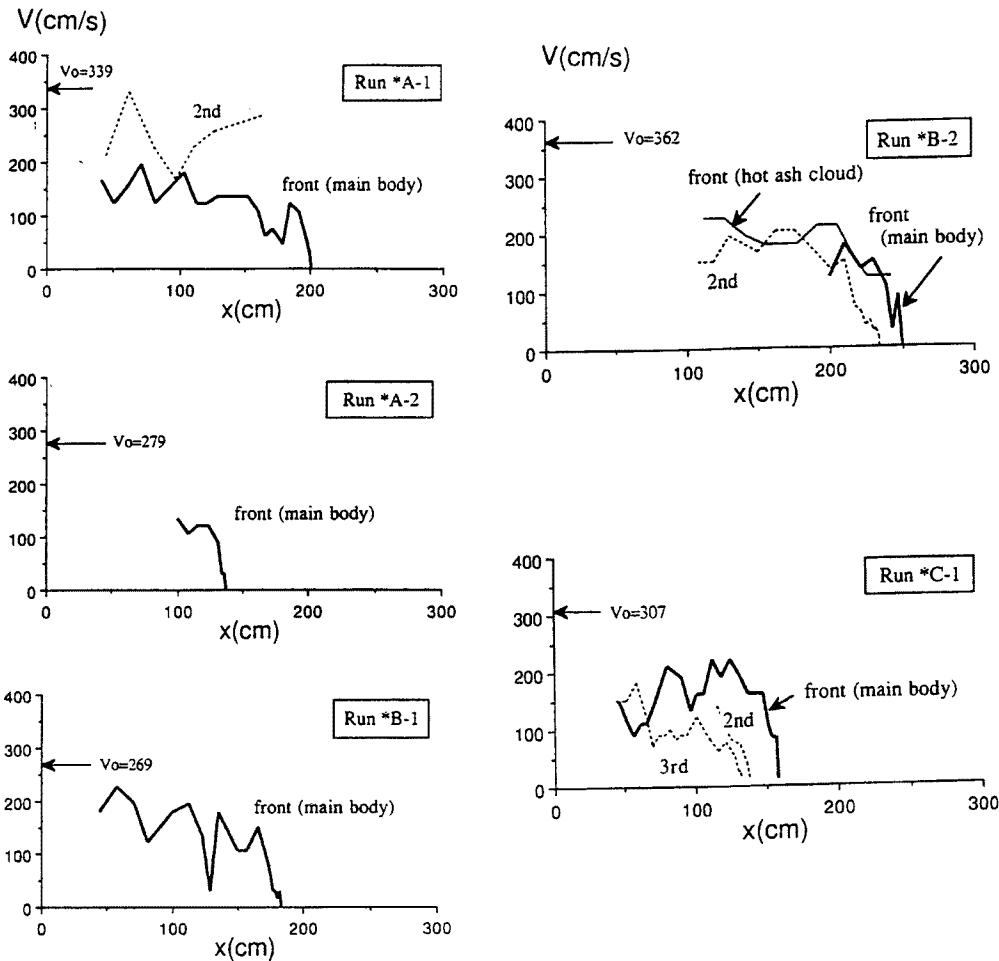 V(cm/s)
400
300
200
100
0
Vo=339
Run *A-1
2nd
front (main body)
0
100
200
300
x(cm)
400
300
200
100
0
Run *A-2
Vo=279
front (main body)
0
100
200
300
x(cm)
400
300
200
100
0
Run *B-1
Vo=269
front (main body)
0
100
200
300
x(cm)
V(cm/s)
400
300
200
100
0
Vo=362
Run *B-2
front (hot ash cloud)
front
(main body)
2nd
0
100
200
300
x(cm)
400
300
200
100
0
Run *C-1
Vo=307
front (main body)
2nd
3rd
0
100
200
300
x(cm)